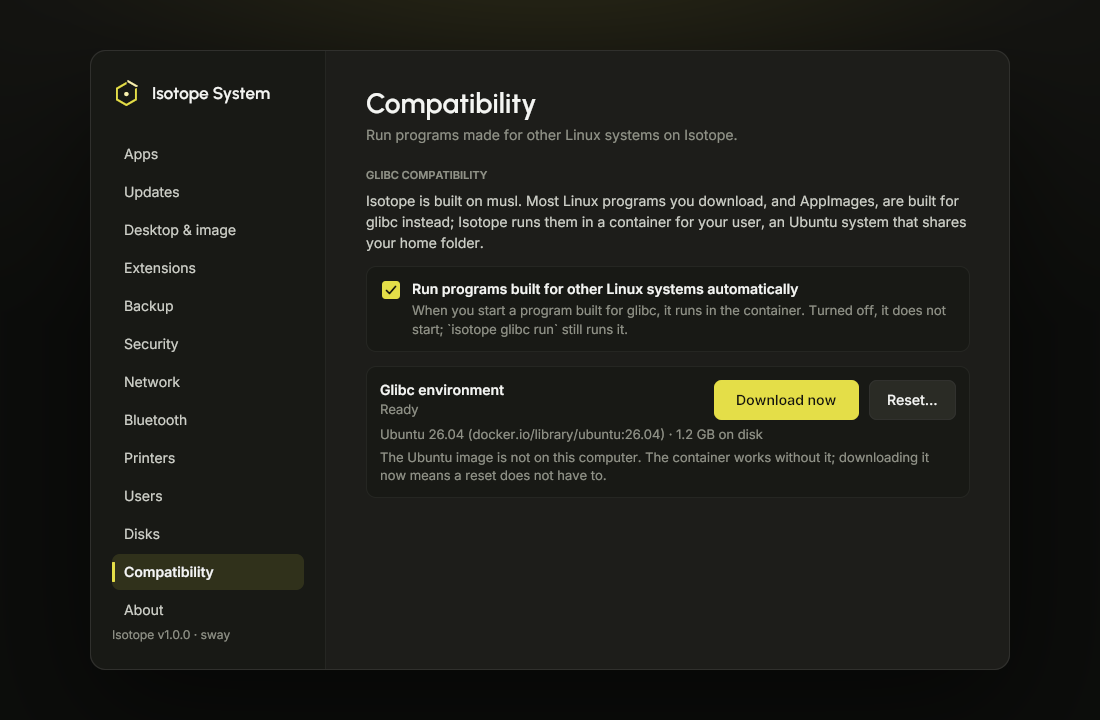 Isotope System
Apps
Updates
Desktop & image
Extensions
Backup
Security
Network
Bluetooth
Printers
Users
Disks
Compatibility
About
Isotope v1.0.0 · sway
Compatibility
Run programs made for other Linux systems on Isotope.
GLIBC COMPATIBILITY
Isotope is built on musl. Most Linux programs you download, and AppImages, are built for
glibc instead; Isotope runs them in a container for your user, an Ubuntu system that shares
your home folder.
Run programs built for other Linux systems automatically
When you start a program built for glibc, it runs in the container. Turned off, it does not
start; `isotope glibc run` still runs it.
Glibc environment
Ready
Download now
Reset...
Ubuntu 26.04 (docker.io/library/ubuntu:26.04) · 1.2 GB on disk
The Ubuntu image is not on this computer. The container works without it; downloading it
now means a reset does not have to.